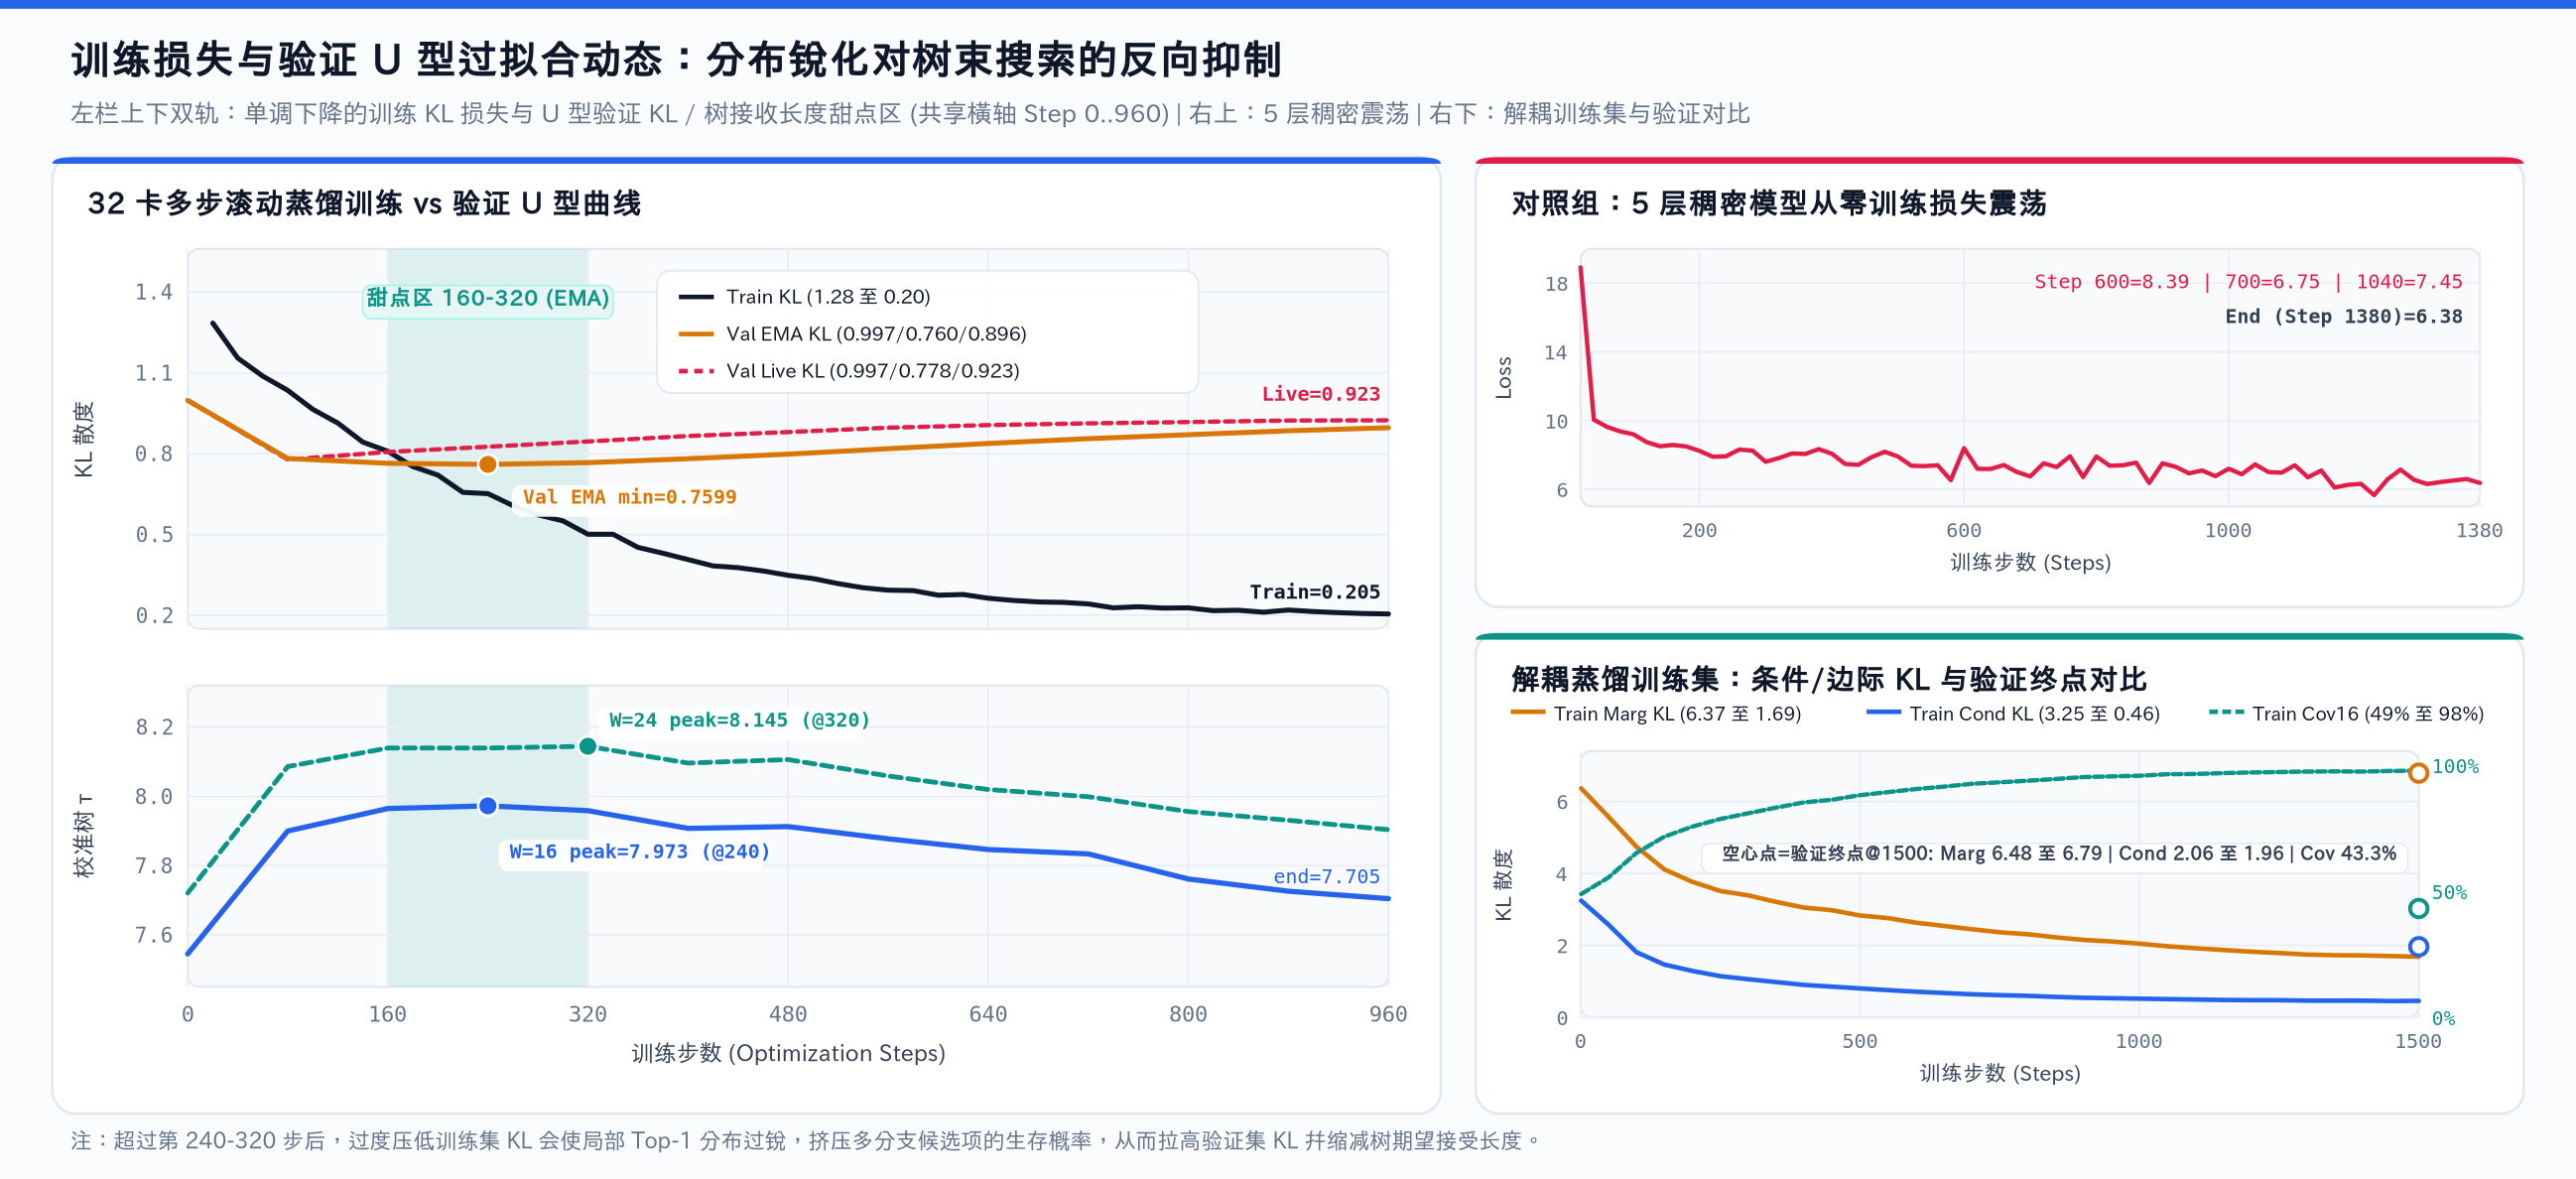 训练损失与验证 U 型过拟合动态：分布锐化对树束搜索的反向抑制
左栏上下双轨：单调下降的训练 KL 损失与 U 型验证 KL / 树接收长度甜点区 (共享横轴 Step 0..960) | 右上：5 层稠密震荡 | 右下：解耦训练集与验证对比
32 卡多步滚动蒸馏训练 vs 验证 U 型曲线
甜点区 160-320 (EMA)
Train KL (1.28 至 0.20)
Val EMA KL (0.997/0.760/0.896)
Val Live KL (0.997/0.778/0.923)
Live=0.923
Val EMA min=0.7599
Train=0.205
KL 散度
1.4
1.1
0.8
0.5
0.2
W=24 peak=8.145 (@320)
W=16 peak=7.973 (@240)
end=7.705
校准树 τ
8.2
8.0
7.8
7.6
0 160 320 480 640 800 960
训练步数 (Optimization Steps)
对照组：5 层稠密模型从零训练损失震荡
Step 600=8.39 | 700=6.75 | 1040=7.45
End (Step 1380)=6.38
Loss
18
14
10
6
200 600 1000 1380
训练步数 (Steps)
解耦蒸馏训练集：条件/边际 KL 与验证终点对比
Train Marg KL (6.37 至 1.69)
Train Cond KL (3.25 至 0.46)
Train Cov16 (49% 至 98%)
空心点=验证终点@1500: Marg 6.48 至 6.79 | Cond 2.06 至 1.96 | Cov 43.3%
KL 散度
6
4
2
0
100%
50%
0%
0 500 1000 1500
训练步数 (Steps)
注：超过第 240-320 步后，过度压低训练集 KL 会使局部 Top-1 分布过锐，挤压多分支候选项的生存概率，从而拉高验证集 KL 并缩减树期望接受长度。